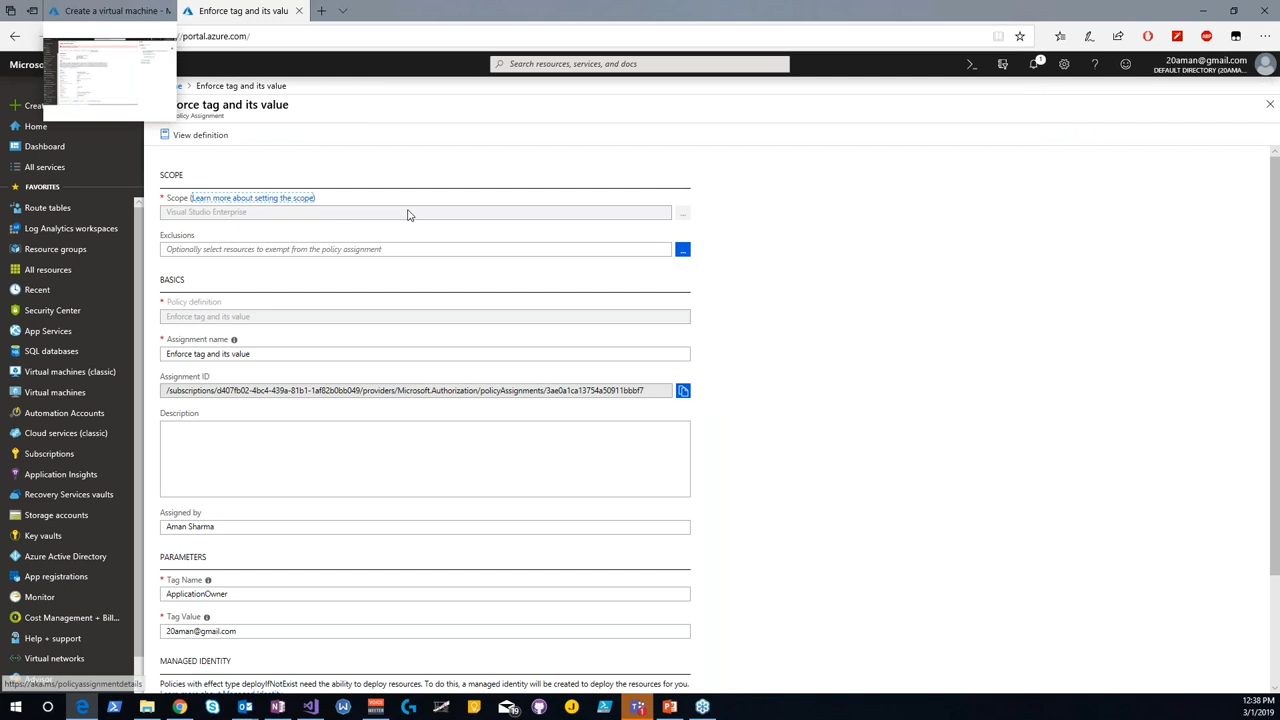 Create a virtual machine - M
Enforce tag and its valu
portal.azure.com/
Microso
Search resources, services, and docs
20aman@gmail.com
DEFAULT DIRECTORY (20AMA...
Enforce tag and its value
nforce tag and its value
olicy Assignment
Crea
Home
Dashboard
All services
FAVORITES
Route tables
Log Analytics workspaces
Resource groups
All resources
Recent
Security Center
App Services
SQL databases
Virtual machines (classic)
Virtual machines
Automation Accounts
Cloud services (classic)
Subscriptions
Application Insights
Recovery Services vaults
Storage accounts
Key vaults
Azure Active Directory
App registrations
Monitor
Cost Management + Bill...
Help + support
Virtual networks
Advisor
https://aka.ms/policyassignmentdetails
View definition
SCOPE
* Scope (Learn more about setting the scope)
Visual Studio Enterprise
...
Exclusions
Optionally select resources to exempt from the policy assignment
...
BASICS
* Policy definition
Enforce tag and its value
* Assignment name
Enforce tag and its value
Assignment ID
/subscriptions/d407fb02-4bc4-439a-81b1-1af82b0bb049/providers/Microsoft.Authorization/policyAssignments/3ae0a1ca13754a50911bbbf7
Description
Assigned by
Aman Sharma
PARAMETERS
* Tag Name
ApplicationOwner
* Tag Value
20aman@gmail.com
MANAGED IDENTITY
Policies with effect type deployIfNotExist need the ability to deploy resources. To do this, a managed identity will be created to deploy the resources for you.
12:38 PM
3/1/2019